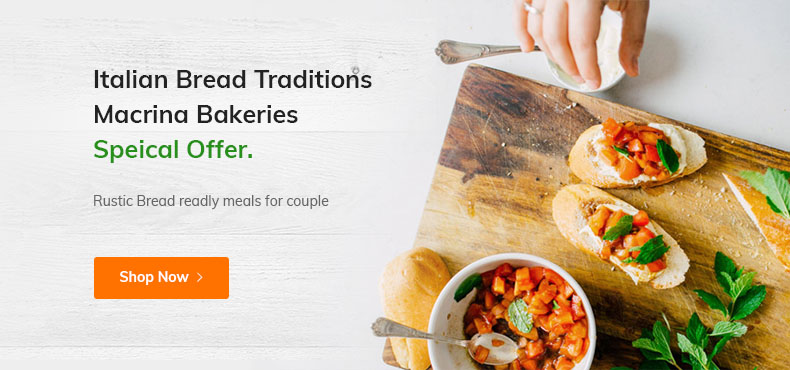 Italian Bread Traditions
Macrina Bakeries
Speical Offer.
Rustic Bread readly meals for couple
Shop Now